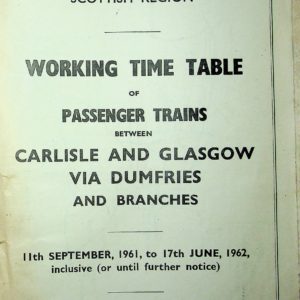 SCOTTISH REGION
WORKING TIME TABLE
OF
PASSENGER TRAINS
BETWEEN
CARLISLE AND GLASGOW
VIA DUMFRIES
AND BRANCHES
11th SEPTEMBER, 1961, to 17th JUNE, 1962,
inclusive (or until further notice)